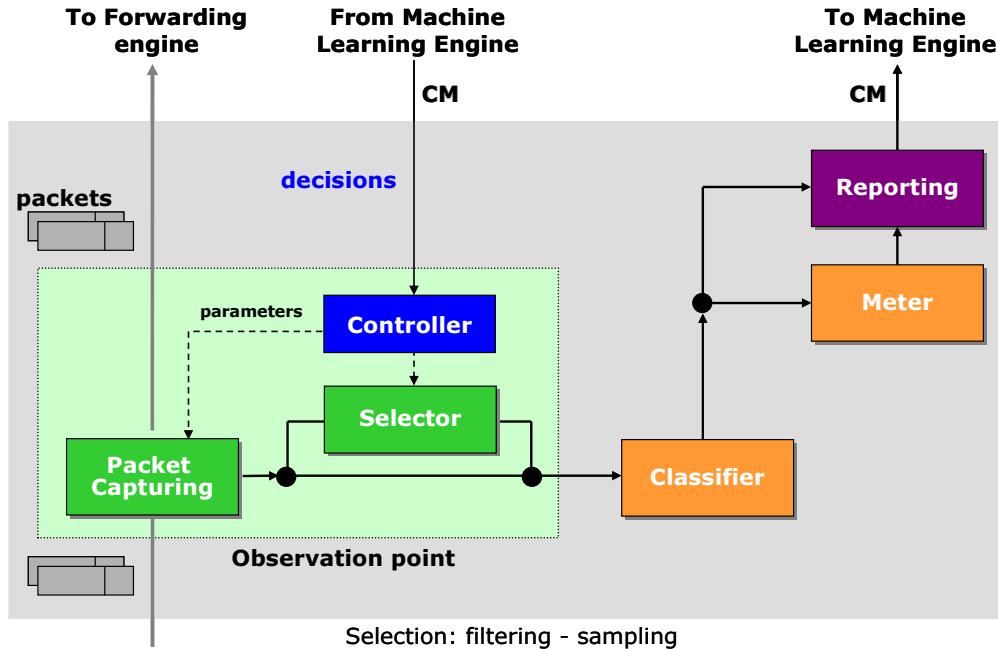 To Forwarding
engine
From Machine
Learning Engine
To Machine
Learning Engine
CM
CM
decisions
packets
Reporting
parameters
Controller
Meter
Selector
Packet
Capturing
Classifier
Observation point
Selection: filtering - sampling